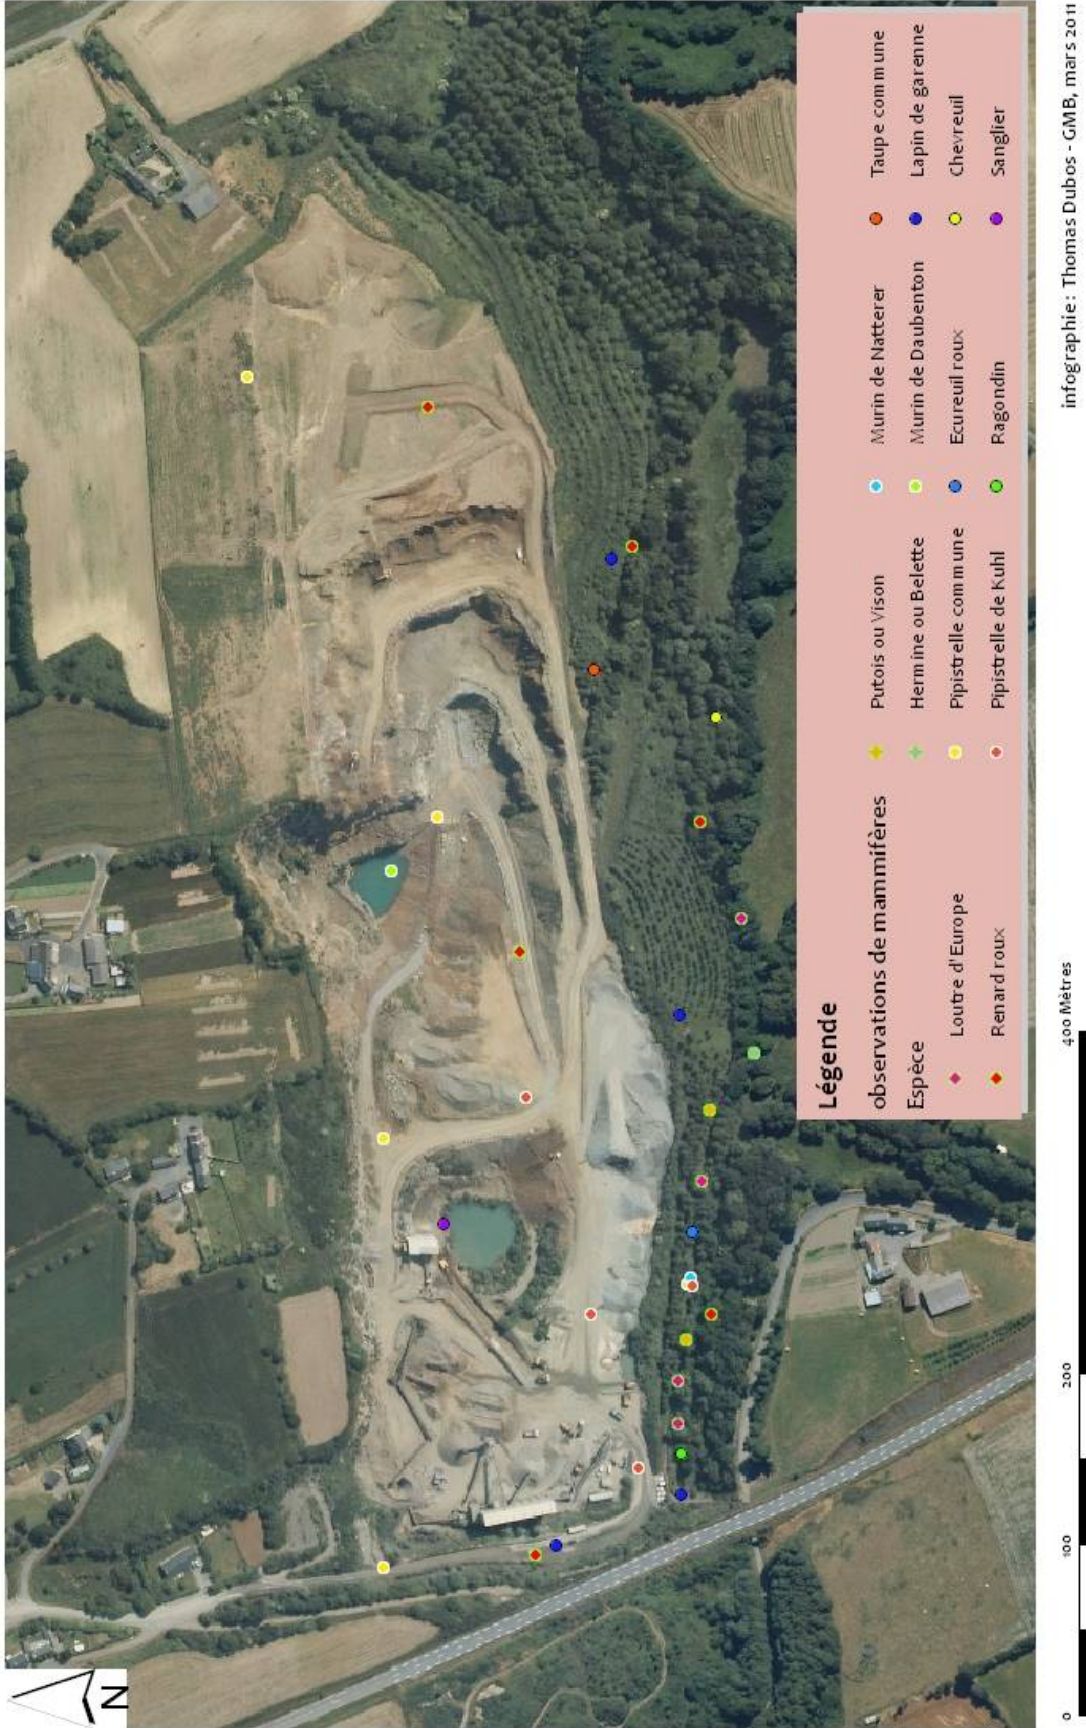 Légende
observations de mammifères
Espèce
Loutre d'Europe
Renard roux
Putois ou Vison
Hermine ou Belette
Pipistrelle commune
Pipistrelle de Kuhl
Murin de Natterer
Murin de Daubenton
Ecureuil roux
Ragondin
Taupe commune
Lapin de garenne
Chevreuil
Sanglier
N
0 100 200 400 Mètres
infographie : Thomas Dubos - GMB, mars 2011